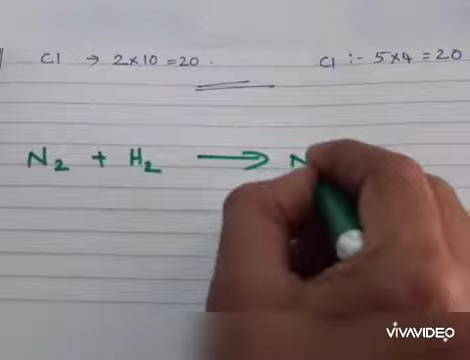 Cl → 2×10 =20 .
Cl :- 5×4 = 20
N₂ + H₂ → N
VIVAVIDEO